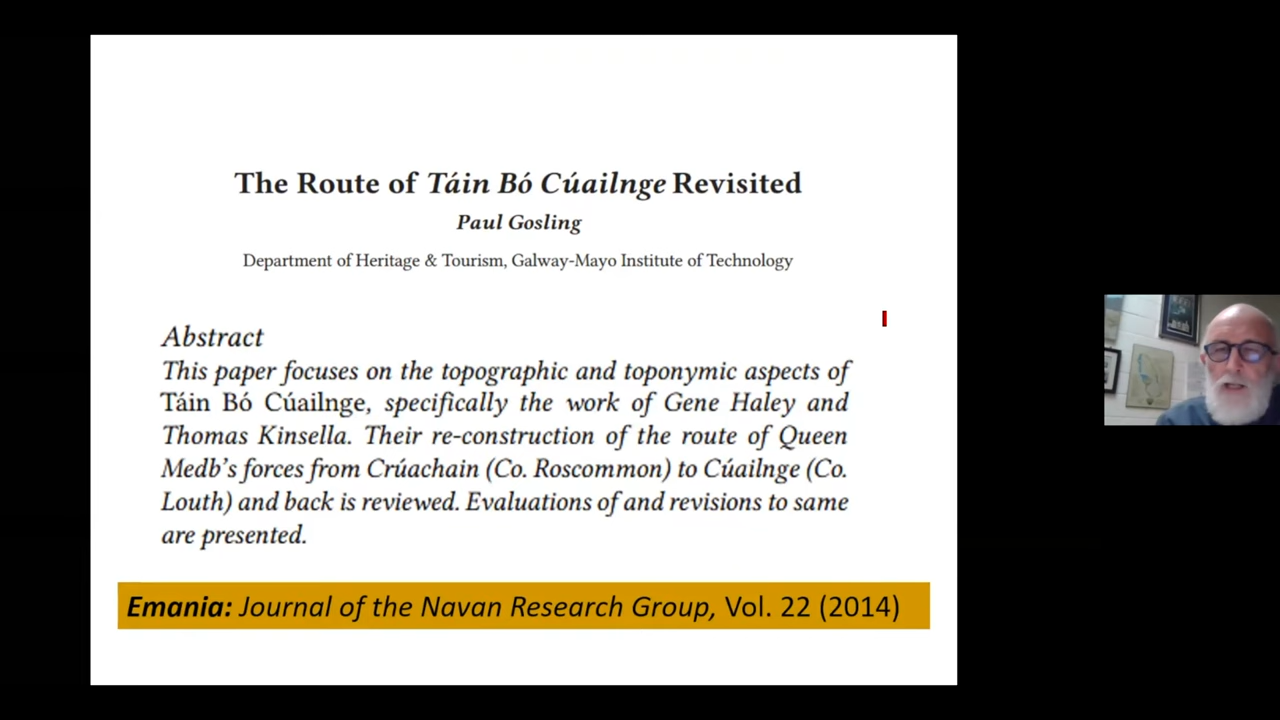 The Route of Táin Bó Cúailnge Revisited
Paul Gosling
Department of Heritage & Tourism, Galway-Mayo Institute of Technology
Abstract
This paper focuses on the topographic and toponymic aspects of
Táin Bó Cúailnge, specifically the work of Gene Haley and
Thomas Kinsella. Their re-construction of the route of Queen
Medb's forces from Crúachain (Co. Roscommon) to Cúailnge (Co.
Louth) and back is reviewed. Evaluations of and revisions to same
are presented.
Emania: Journal of the Navan Research Group, Vol. 22 (2014)